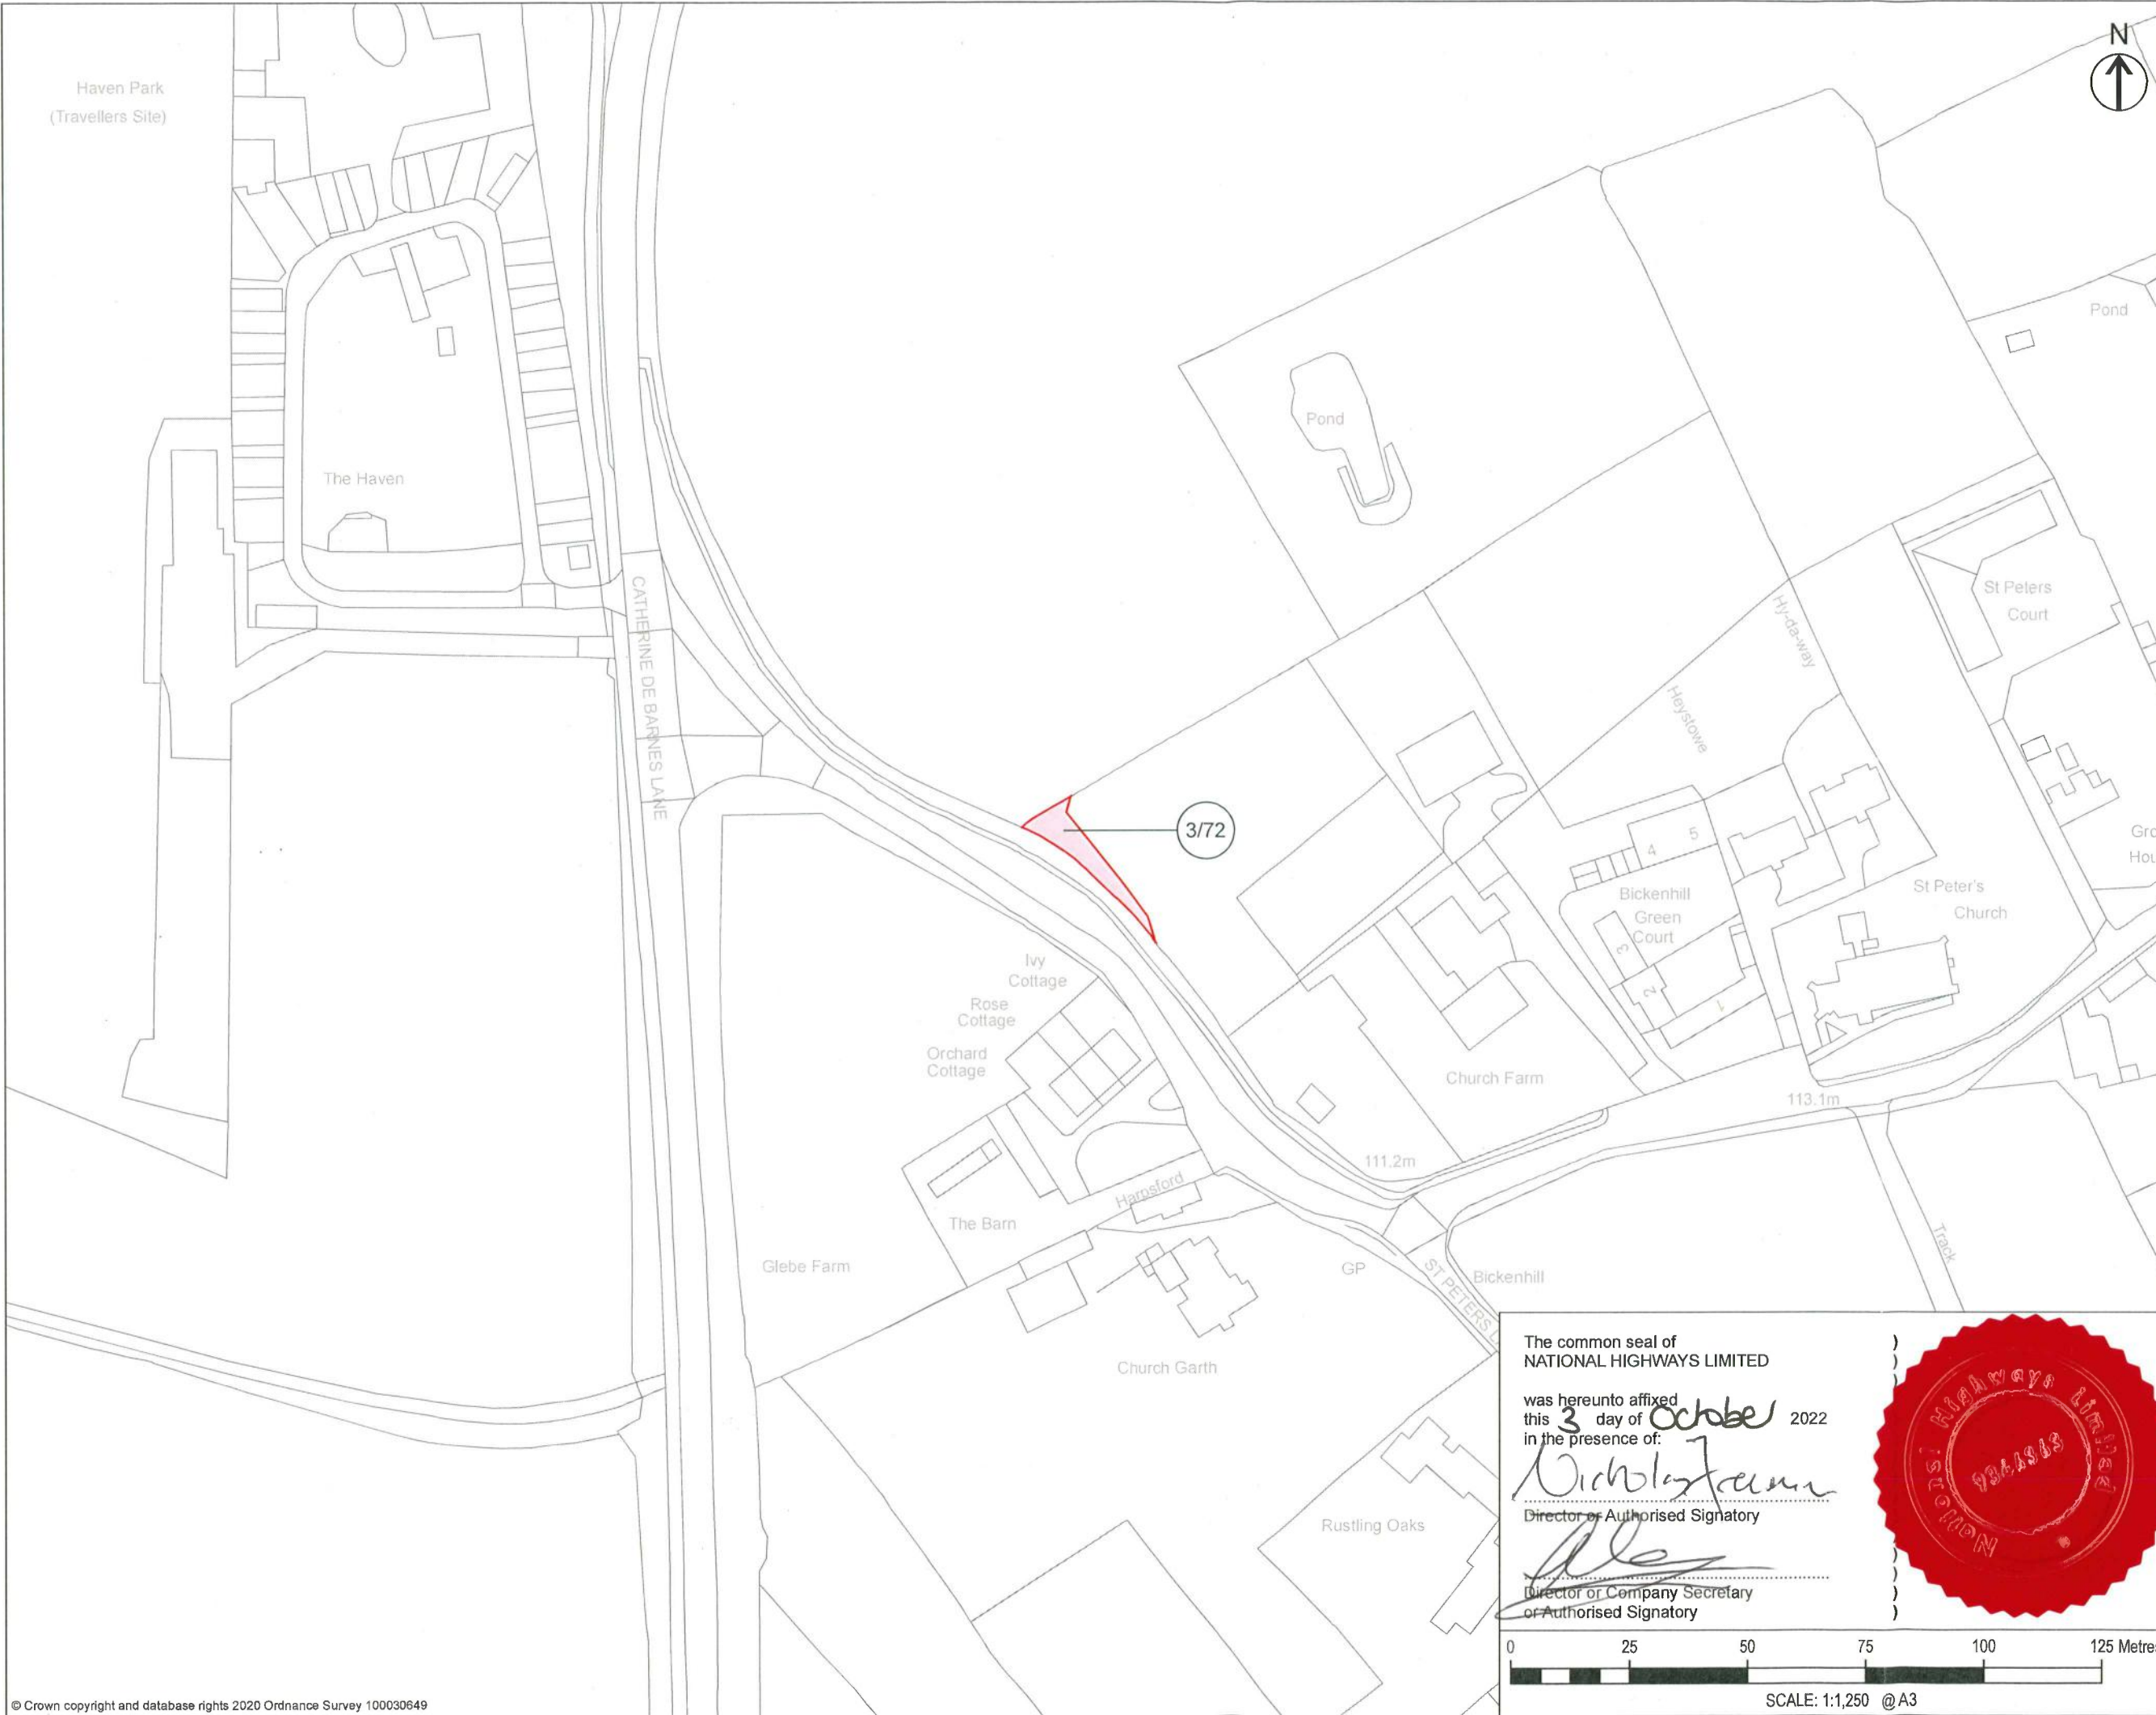 N
Haven Park
(Travellers Site)
Pond
Pond
The Haven
CATHERINE DE BARNES LANE
St Peters
Court
Hy-da-way
Heystowe
3/72
5
4
Bickenhill
Green
Court
3
2
1
St Peter's
Church
Gro
Hou
Ivy
Cottage
Rose
Cottage
Orchard
Cottage
Church Farm
113.1m
111.2m
Harpsford
The Barn
Glebe Farm
GP
ST PETERS L
Bickenhill
Track
Church Garth
Rustling Oaks
The common seal of
NATIONAL HIGHWAYS LIMITED
was hereunto affixed
this 3 day of October 2022
in the presence of:
Director or Authorised Signatory
Director or Company Secretary
or Authorised Signatory
National Highways Limited
0 25 50 75 100 125 Metre
SCALE: 1:1,250 @ A3
© Crown copyright and database rights 2020 Ordnance Survey 100030649